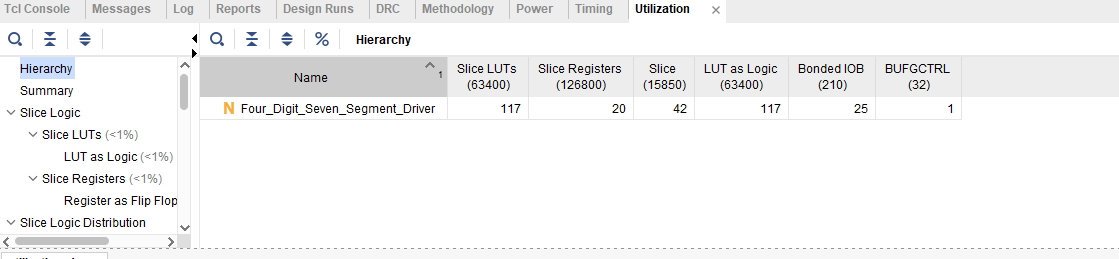 Tcl Console Messages Log Reports Design Runs DRC Methodology Power Timing Utilization ×
Hierarchy
Hierarchy
Summary
Slice Logic
Slice LUTs (<1%)
LUT as Logic (<1%)
Slice Registers (<1%)
Register as Flip Flop
Slice Logic Distribution
Name 1 Slice LUTs (63400) Slice Registers (126800) Slice (15850) LUT as Logic (63400) Bonded IOB (210) BUFGCTRL (32)
N Four_Digit_Seven_Segment_Driver 117 20 42 117 25 1